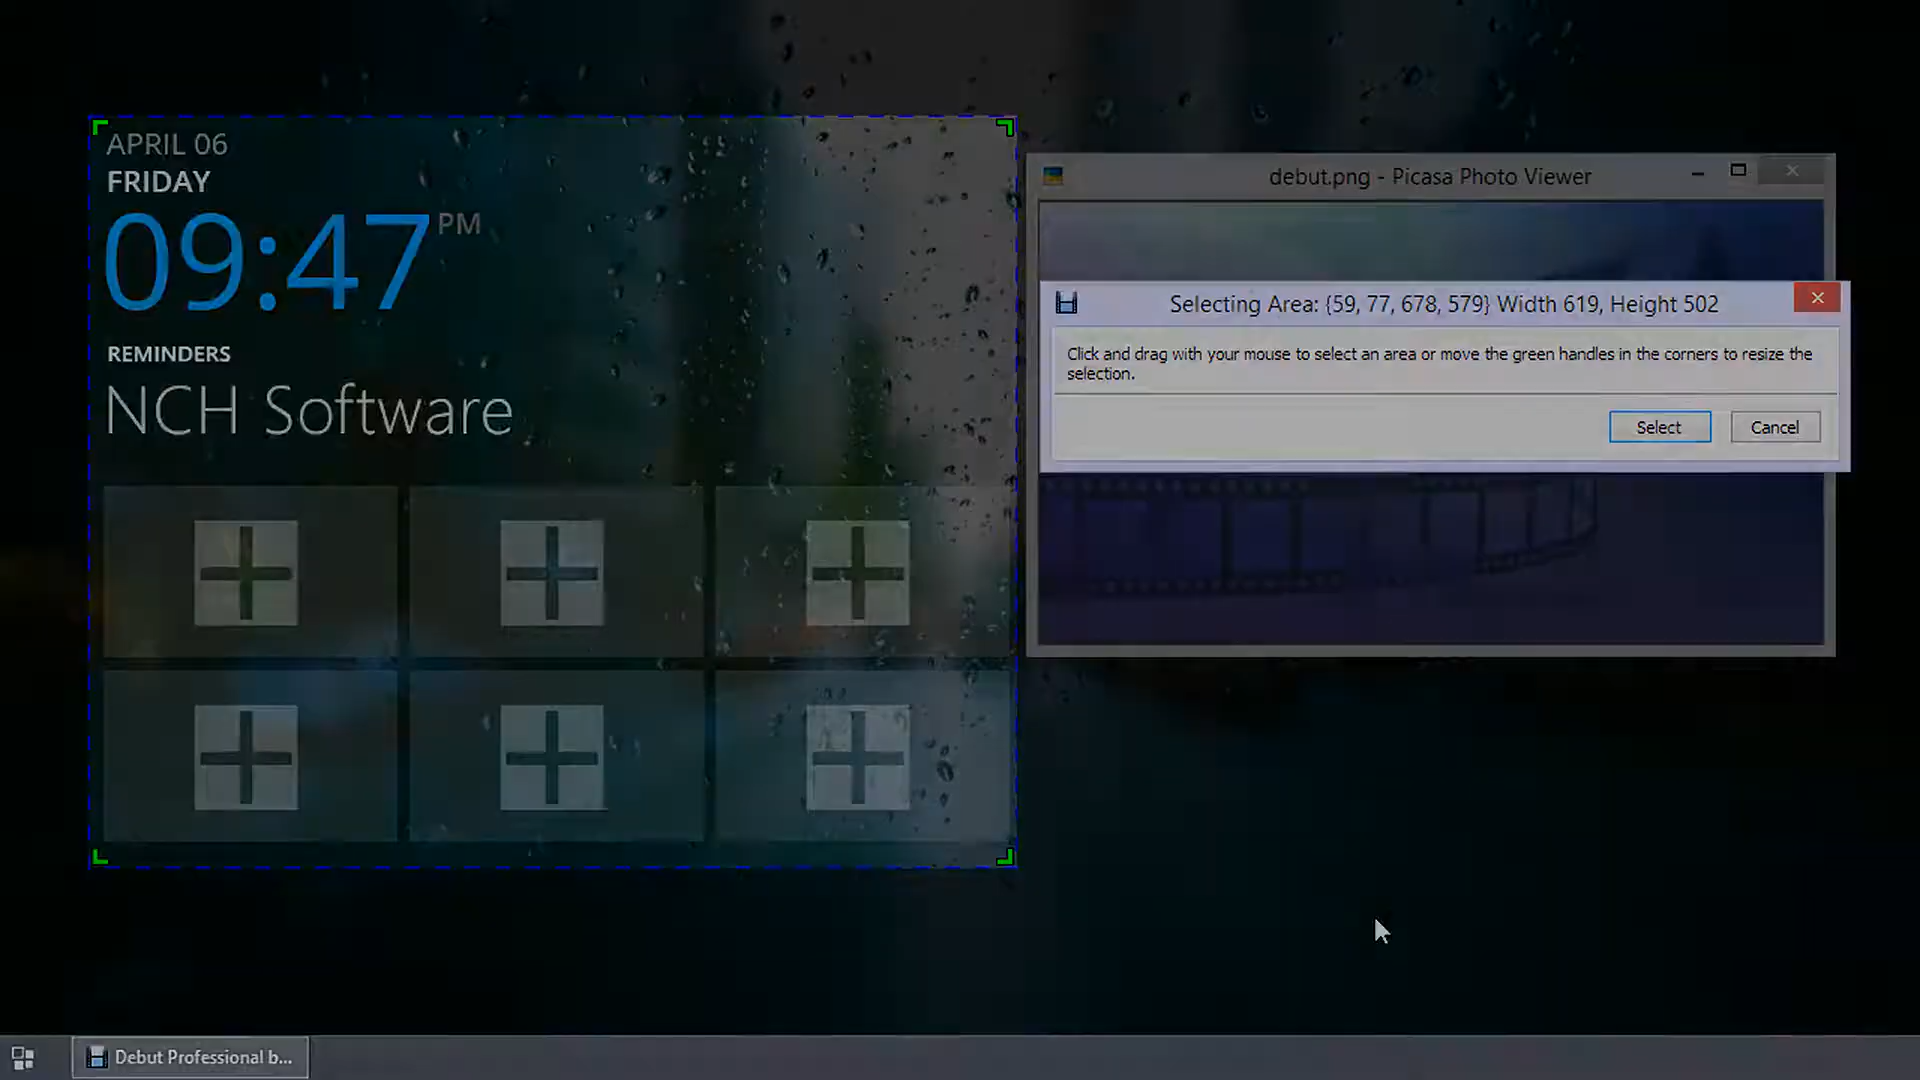 APRIL 06
FRIDAY
09:47 PM
REMINDERS
NCH Software
debut.png - Picasa Photo Viewer
Selecting Area: {59, 77, 678, 579} Width 619, Height 502
Click and drag with your mouse to select an area or move the green handles in the corners to resize the
selection.
Select
Cancel
Debut Professional b...